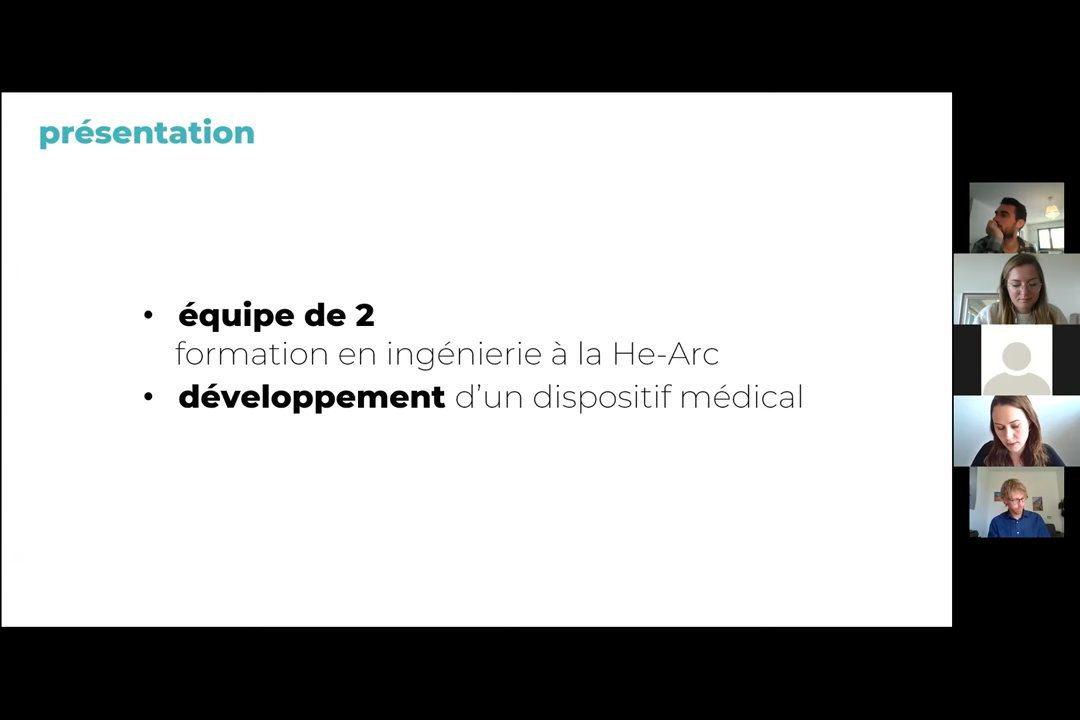 présentation
• équipe de 2
formation en ingénierie à la He-Arc
• développement d’un dispositif médical